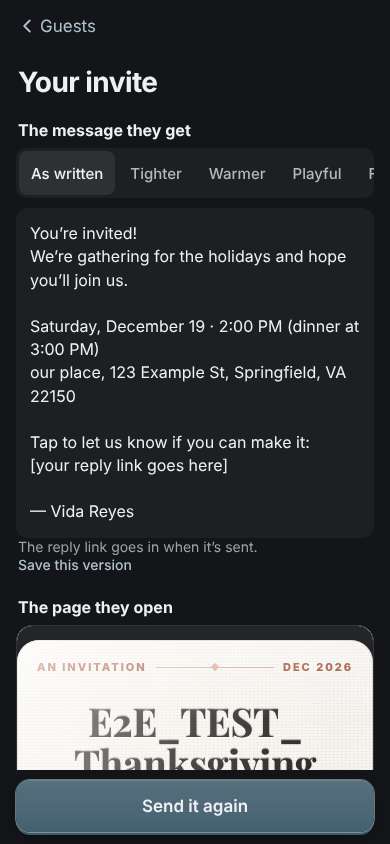 Guests
Your invite
The message they get
As written Tighter Warmer Playful
You’re invited!
We’re gathering for the holidays and hope
you’ll join us.
Saturday, December 19 · 2:00 PM (dinner at
3:00 PM)
our place, 123 Example St, Springfield, VA
22150
Tap to let us know if you can make it:
[your reply link goes here]
— Vida Reyes
The reply link goes in when it’s sent.
Save this version
The page they open
AN INVITATION DEC 2026
E2E_TEST_
Thanksgiving
Send it again